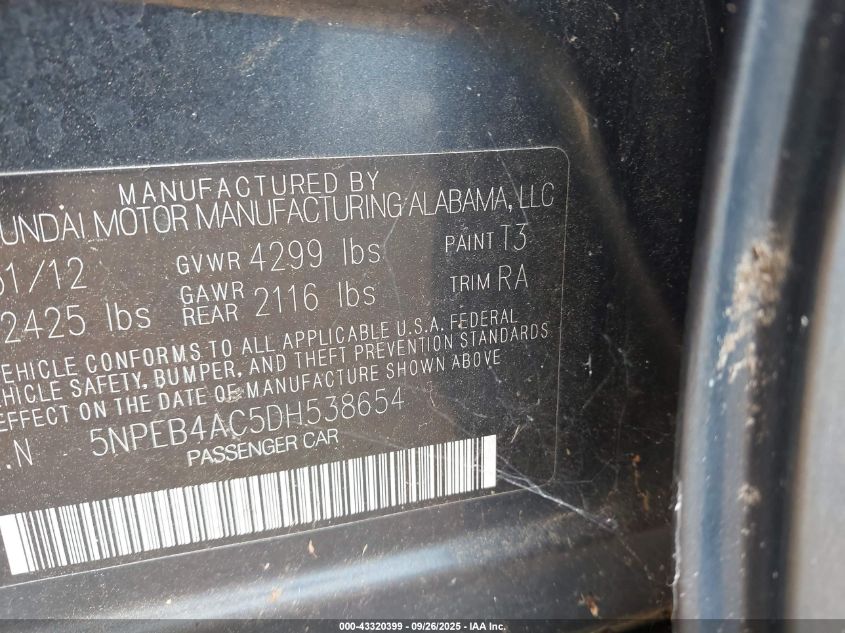 MANUFACTURED BY
UNDAI MOTOR MANUFACTURING ALABAMA, LLC
1/12 GVWR 4299 lbs PAINT T3
2425 lbs GAWR REAR 2116 lbs TRIM RA
EHICLE CONFORMS TO ALL APPLICABLE U.S.A. FEDERAL
HICLE SAFETY, BUMPER, AND THEFT PREVENTION STANDARDS
EFFECT ON THE DATE OF MANUFACTURE SHOWN ABOVE
.N 5NPEB4AC5DH538654
PASSENGER CAR
000-43320399 - 09/26/2025 - IAA Inc.